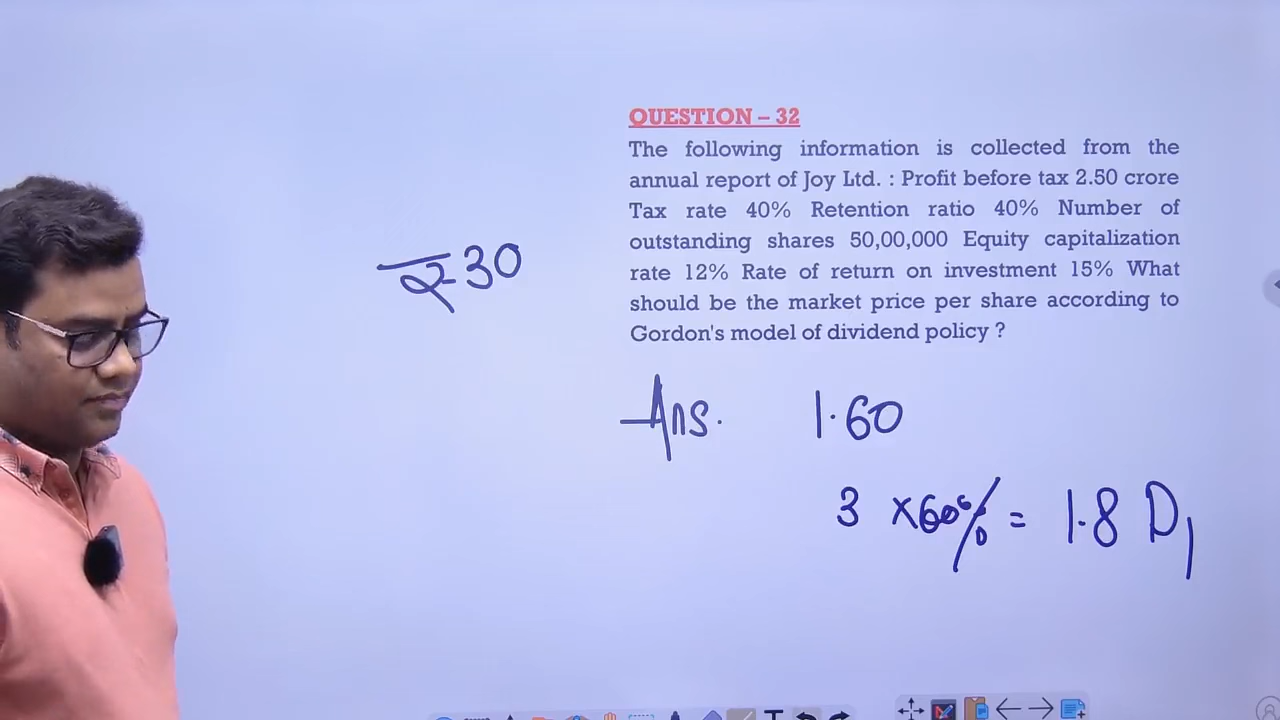 QUESTION – 32
The following information is collected from the
annual report of Joy Ltd. : Profit before tax 2.50 crore
Tax rate 40% Retention ratio 40% Number of
outstanding shares 50,00,000 Equity capitalization
rate 12% Rate of return on investment 15% What
should be the market price per share according to
Gordon's model of dividend policy ?
30
Ans. 1.60
3 ×60% = 1.8 D1